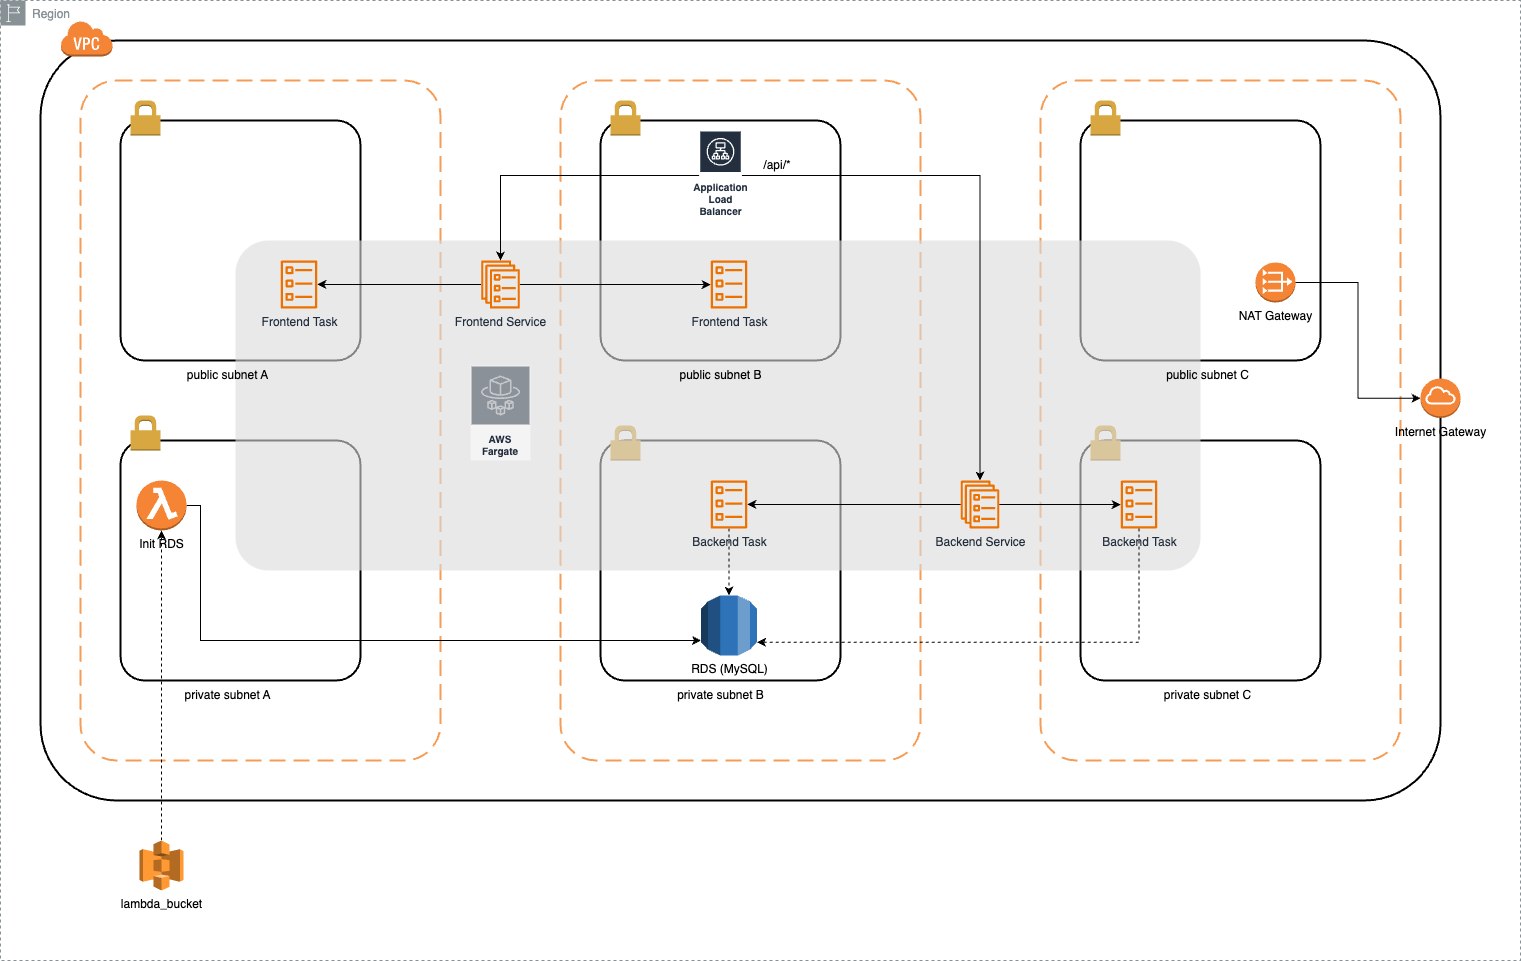 Region
VPC
/api/*
Application
Load
Balancer
Frontend Task
Frontend Service
Frontend Task
NAT Gateway
public subnet A
public subnet B
public subnet C
AWS
Fargate
Internet Gateway
Init RDS
Backend Task
Backend Service
Backend Task
RDS (MySQL)
private subnet A
private subnet B
private subnet C
lambda_bucket